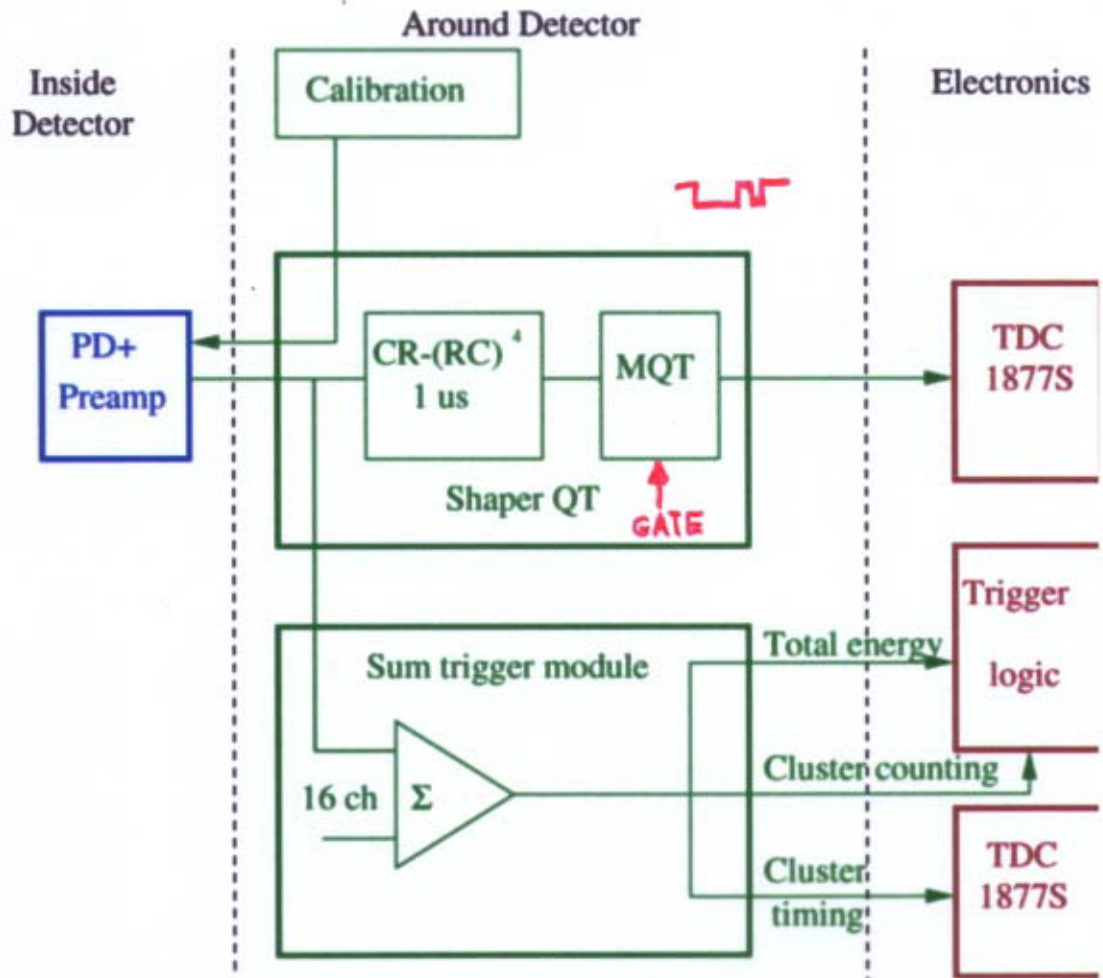 Around Detector
Inside
Detector
Calibration
Electronics
PD+
Preamp
CR-(RC) 4
1 us
MQT
TDC
1877S
Shaper QT
GATE
Sum trigger module
Total energy
Trigger
logic
16 ch
Σ
Cluster counting
Cluster
timing
TDC
1877S